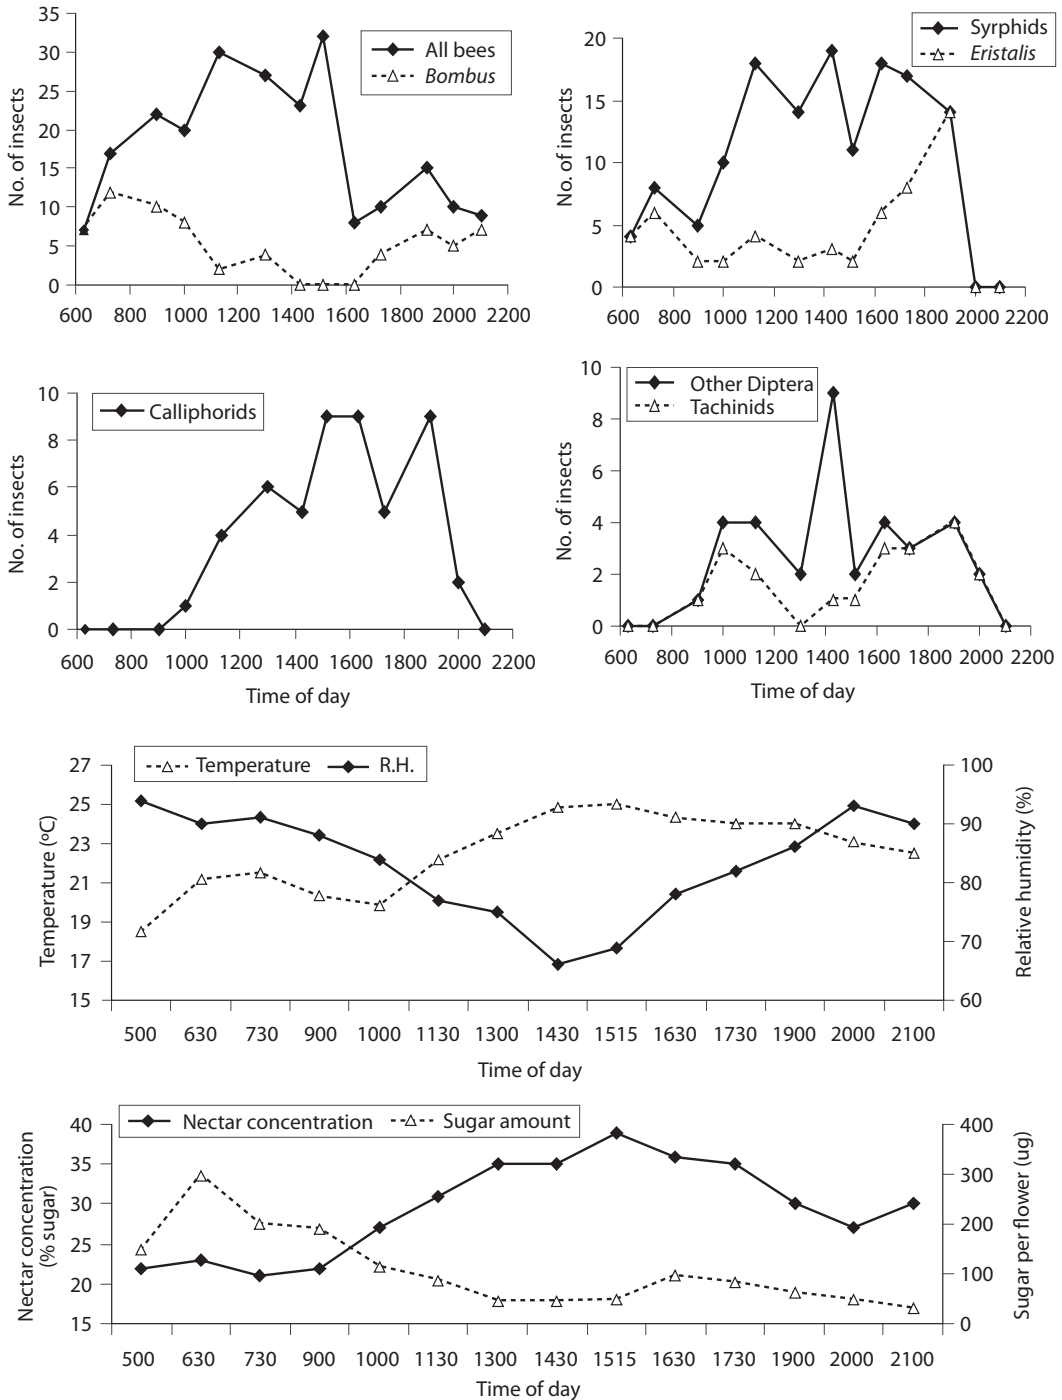 35
30
25
20
15
10
5
0
No. of insects
All bees
Bombus
600 800 1000 1200 1400 1600 1800 2000 2200
20
15
10
5
0
No. of insects
Syrphids
Eristalis
600 800 1000 1200 1400 1600 1800 2000 2200
10
8
6
4
2
0
No. of insects
Calliphorids
600 800 1000 1200 1400 1600 1800 2000 2200
Time of day
10
8
6
4
2
0
No. of insects
Other Diptera
Tachinids
600 800 1000 1200 1400 1600 1800 2000 2200
Time of day
Temperature R.H.
27
25
23
21
19
17
15
Temperature (ºC)
100
90
80
70
60
Relative humidity (%)
500 630 730 900 1000 1130 1300 1430 1515 1630 1730 1900 2000 2100
Time of day
Nectar concentration Sugar amount
40
35
30
25
20
15
Nectar concentration
(% sugar)
400
300
200
100
0
Sugar per flower (ug)
500 630 730 900 1000 1130 1300 1430 1515 1630 1730 1900 2000 2100
Time of day